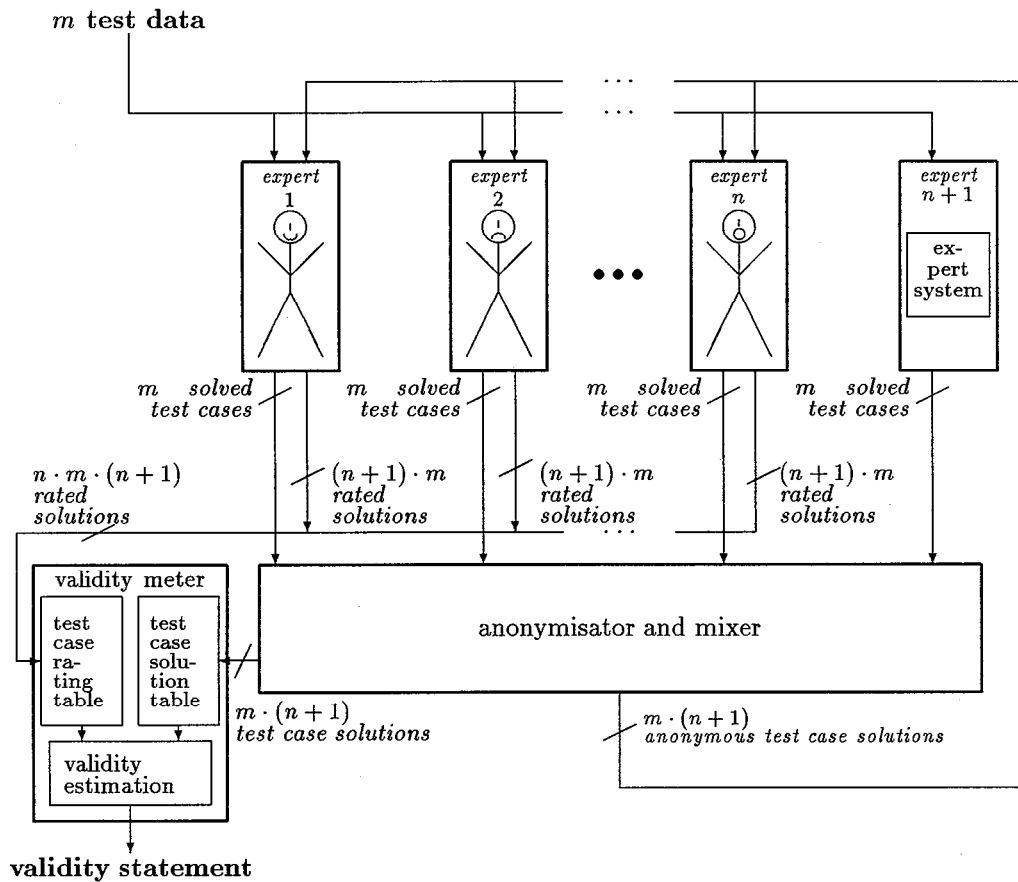 m test data
. . .
. . .
expert
1
expert
2
expert
n
expert
n + 1
ex-
pert
system
m solved
test cases
m solved
test cases
m solved
test cases
m solved
test cases
n · m · (n + 1)
rated
solutions
(n + 1) · m
rated
solutions
(n + 1) · m
rated
solutions
(n + 1) · m
rated
solutions
. . .
validity meter
test
case
ra-
ting
table
test
case
solu-
tion
table
anonymisator and mixer
m · (n + 1)
test case solutions
m · (n + 1)
anonymous test case solutions
validity
estimation
validity statement